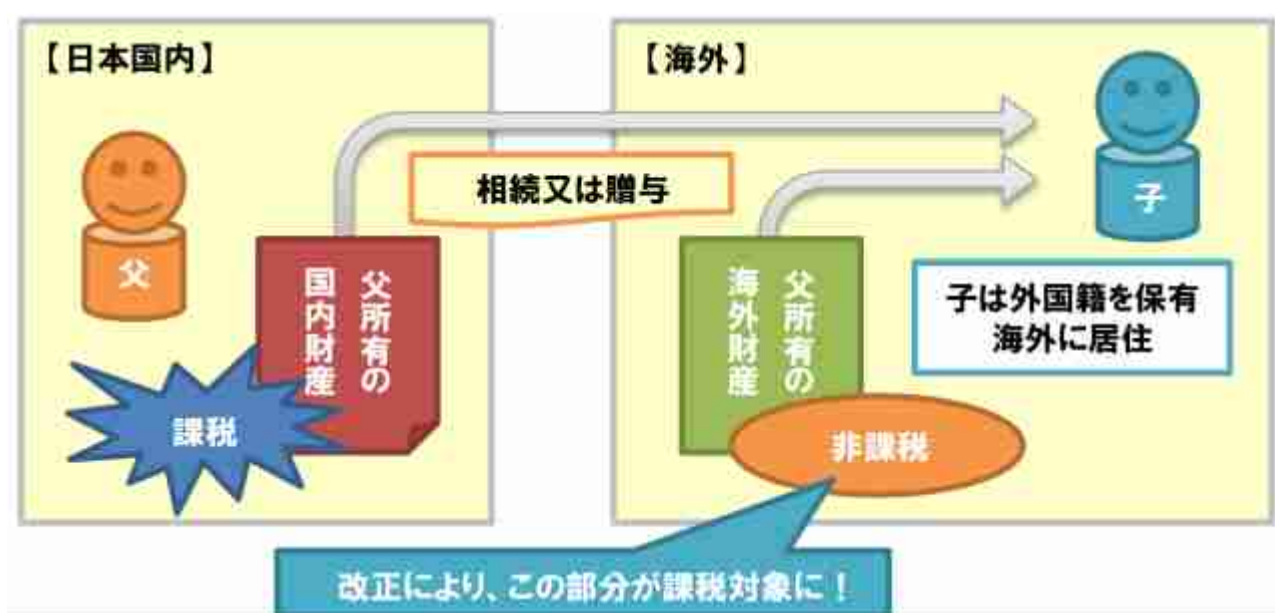 【日本国内】
【海外】
相続又は贈与
父
子
父所有の
国内財産
父所有の
海外財産
子は外国籍を保有
海外に居住
課税
非課税
改正により、この部分が課税対象に！